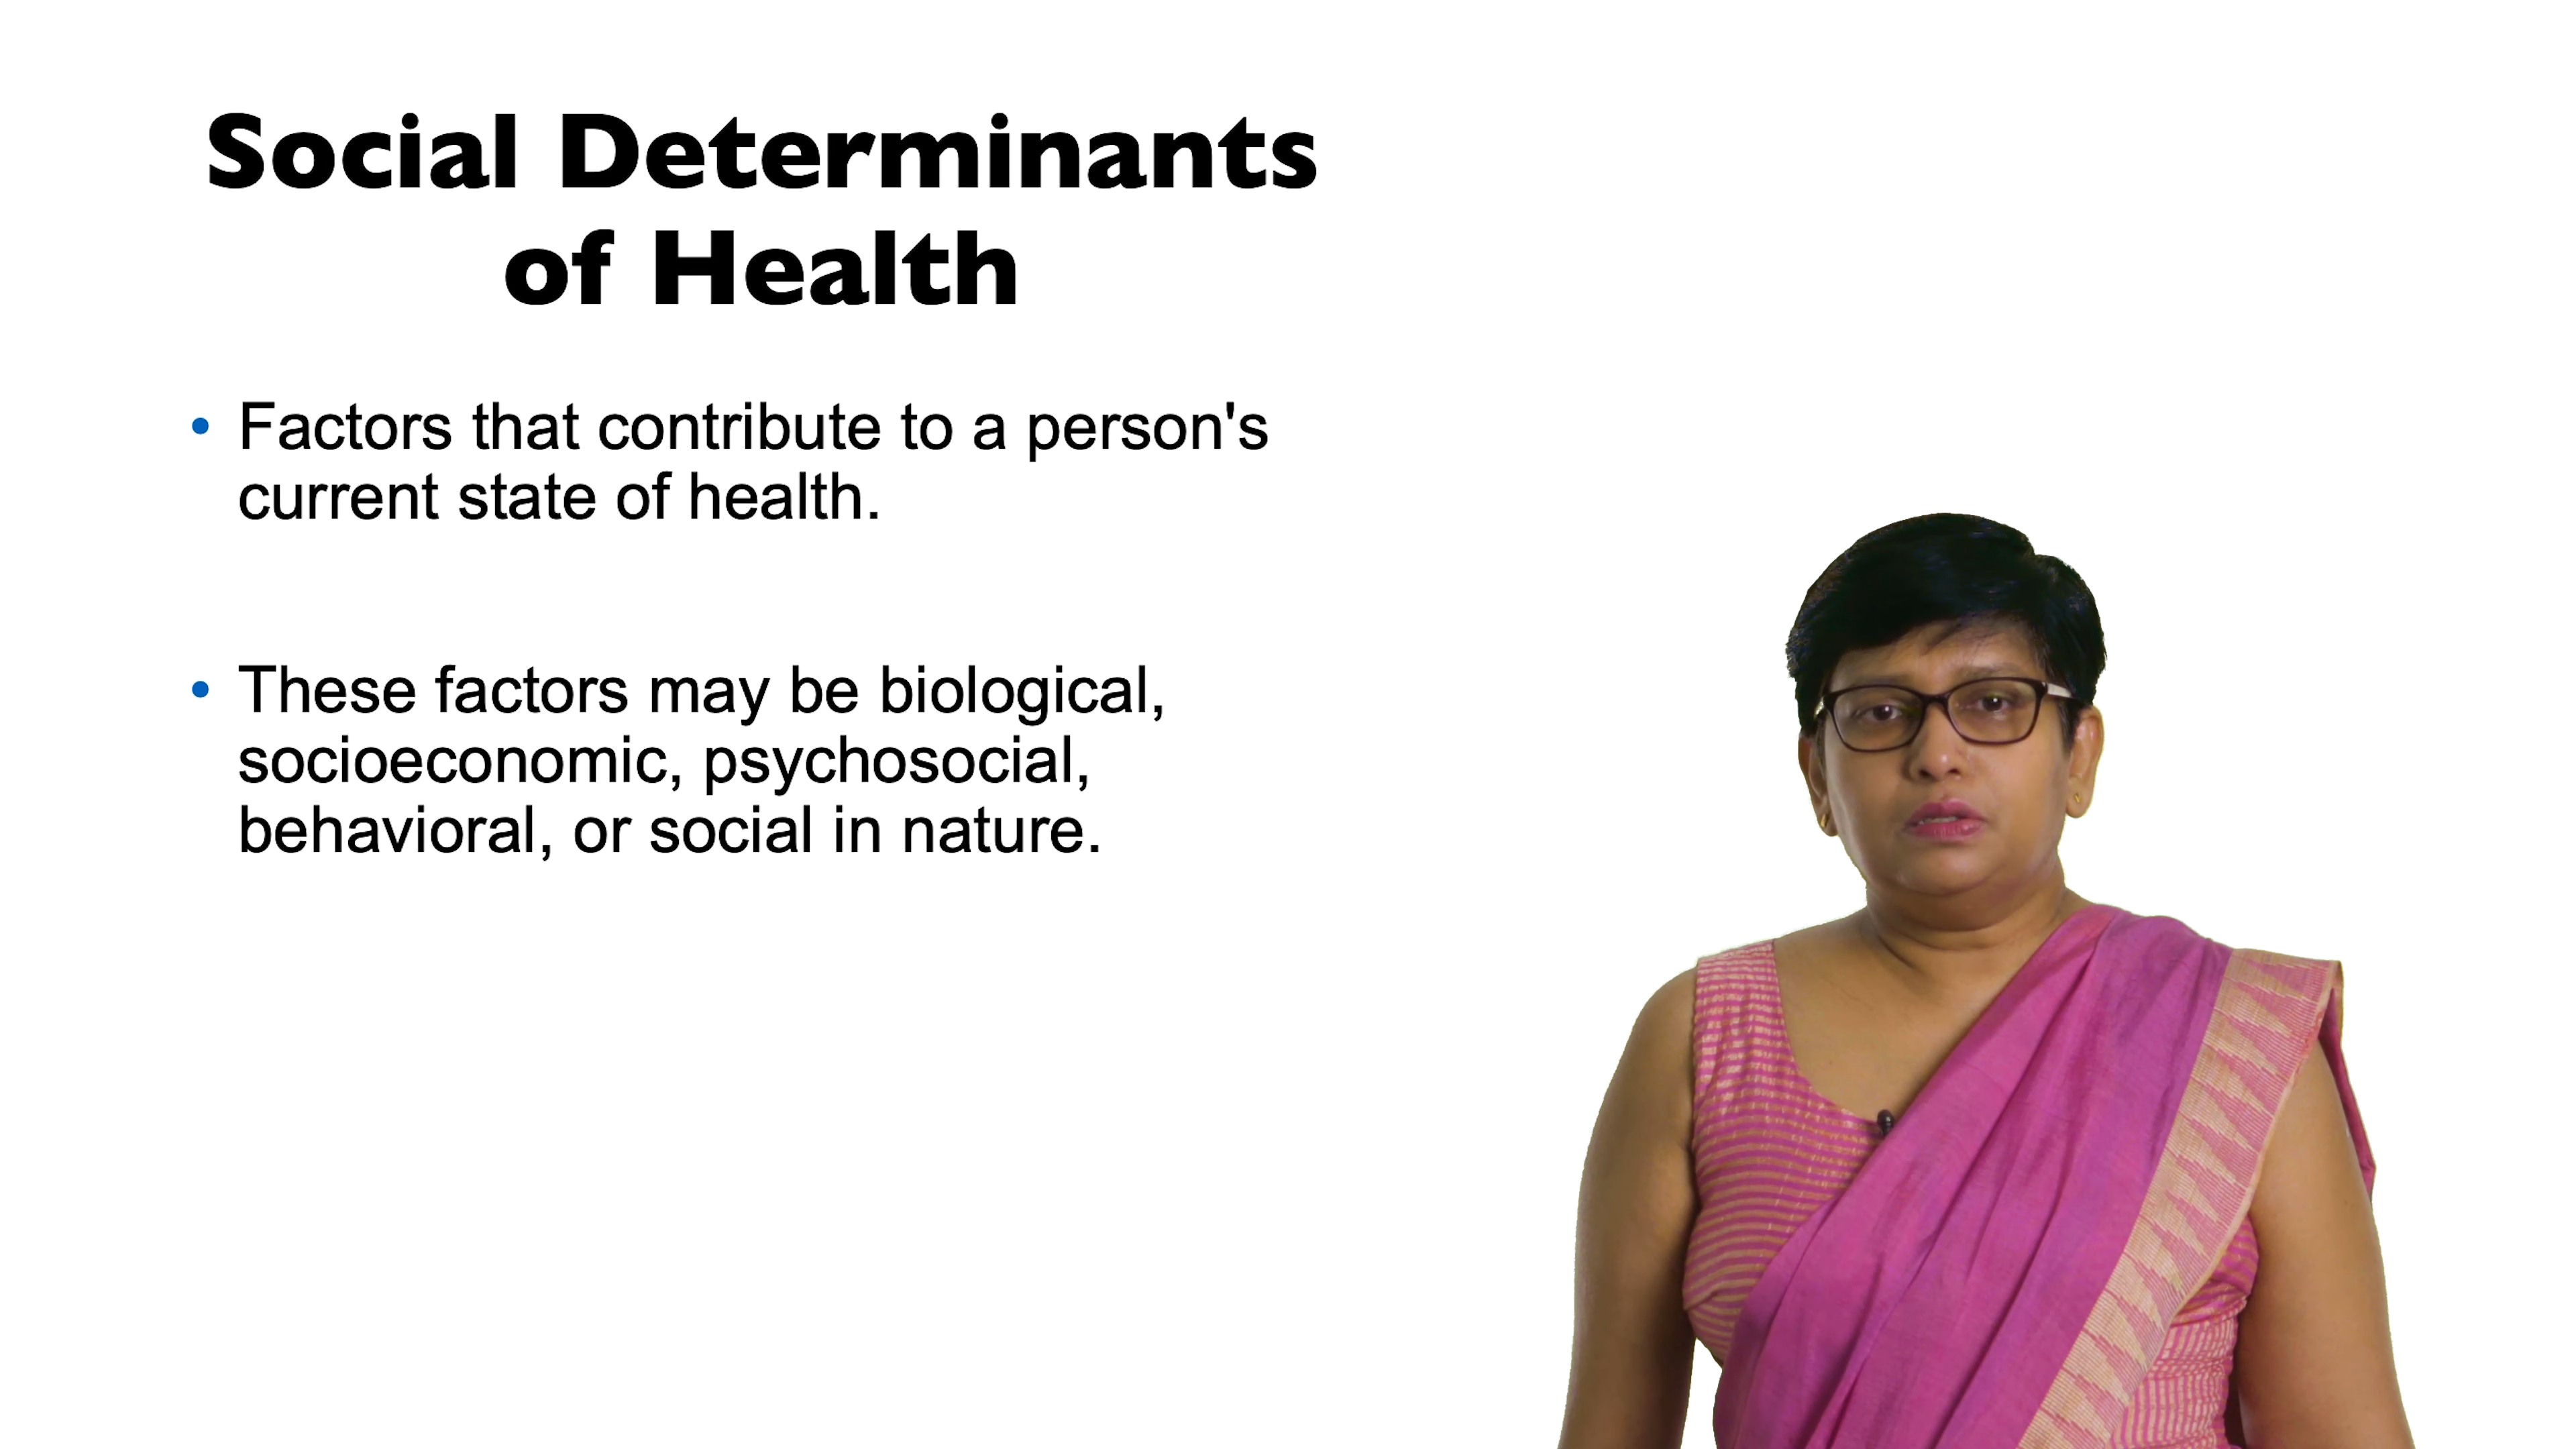 Social Determinants
of Health
• Factors that contribute to a person's
current state of health.
• These factors may be biological,
socioeconomic, psychosocial,
behavioral, or social in nature.